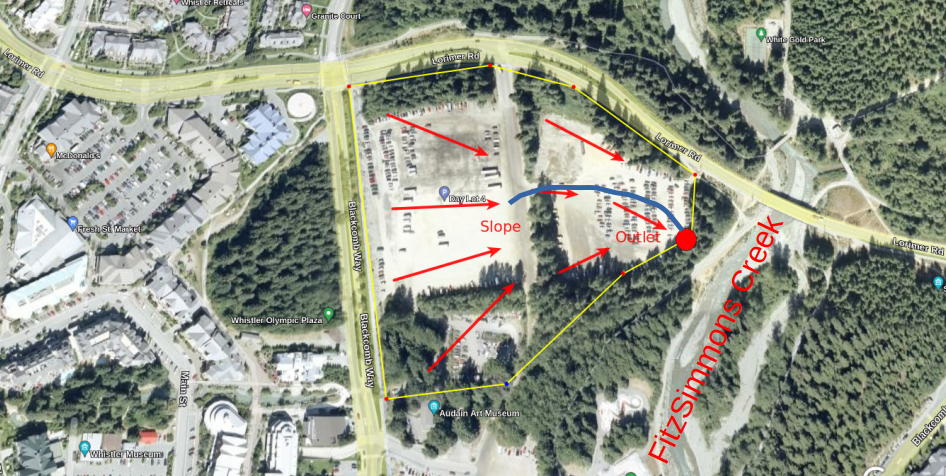 Whistler Retreats
Granite Court
White Gold Park
Lorimer Rd
Lorimer Rd
Lorimer Rd
McDonald's
Day Lot 4
Fresh St. Market
Slope
Outlet
Blackcomb Way
Lorimer Rd
Whistler Olympic Plaza
Blackcomb Way
FitzSimmons Creek
Main St
Audain Art Museum
Whistler Museum
Blackcomb